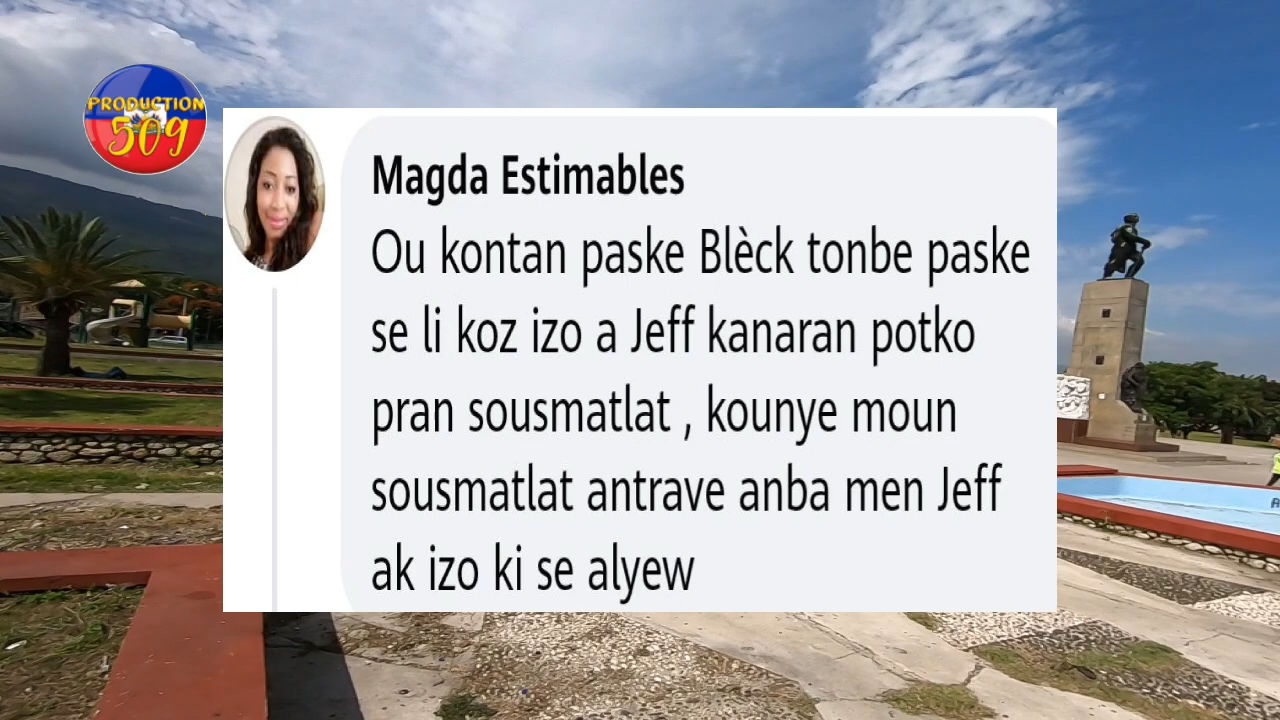 PRODUCTION
509
Magda Estimables
Ou kontan paske Blèck tonbe paske
se li koz izo a Jeff kanaran potko
pran sousmatlat , kounye moun
sousmatlat antrave anba men Jeff
ak izo ki se alyew